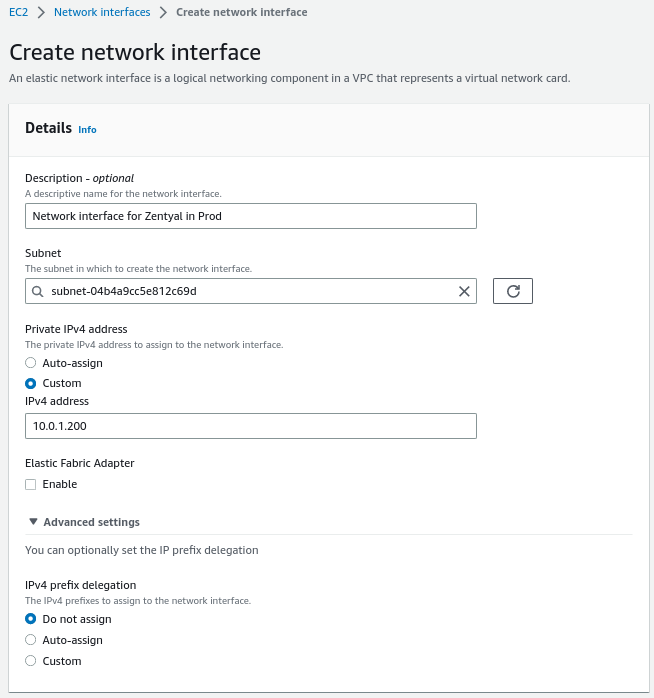 EC2 > Network interfaces > Create network interface
Create network interface
An elastic network interface is a logical networking component in a VPC that represents a virtual network card.
Details Info
Description - optional
A descriptive name for the network interface.
Network interface for Zentyal in Prod
Subnet
The subnet in which to create the network interface.
subnet-04b4a9cc5e812c69d
Private IPv4 address
The private IPv4 address to assign to the network interface.
Auto-assign
Custom
IPv4 address
10.0.1.200
Elastic Fabric Adapter
Enable
Advanced settings
You can optionally set the IP prefix delegation
IPv4 prefix delegation
The IPv4 prefixes to assign to the network interface.
Do not assign
Auto-assign
Custom